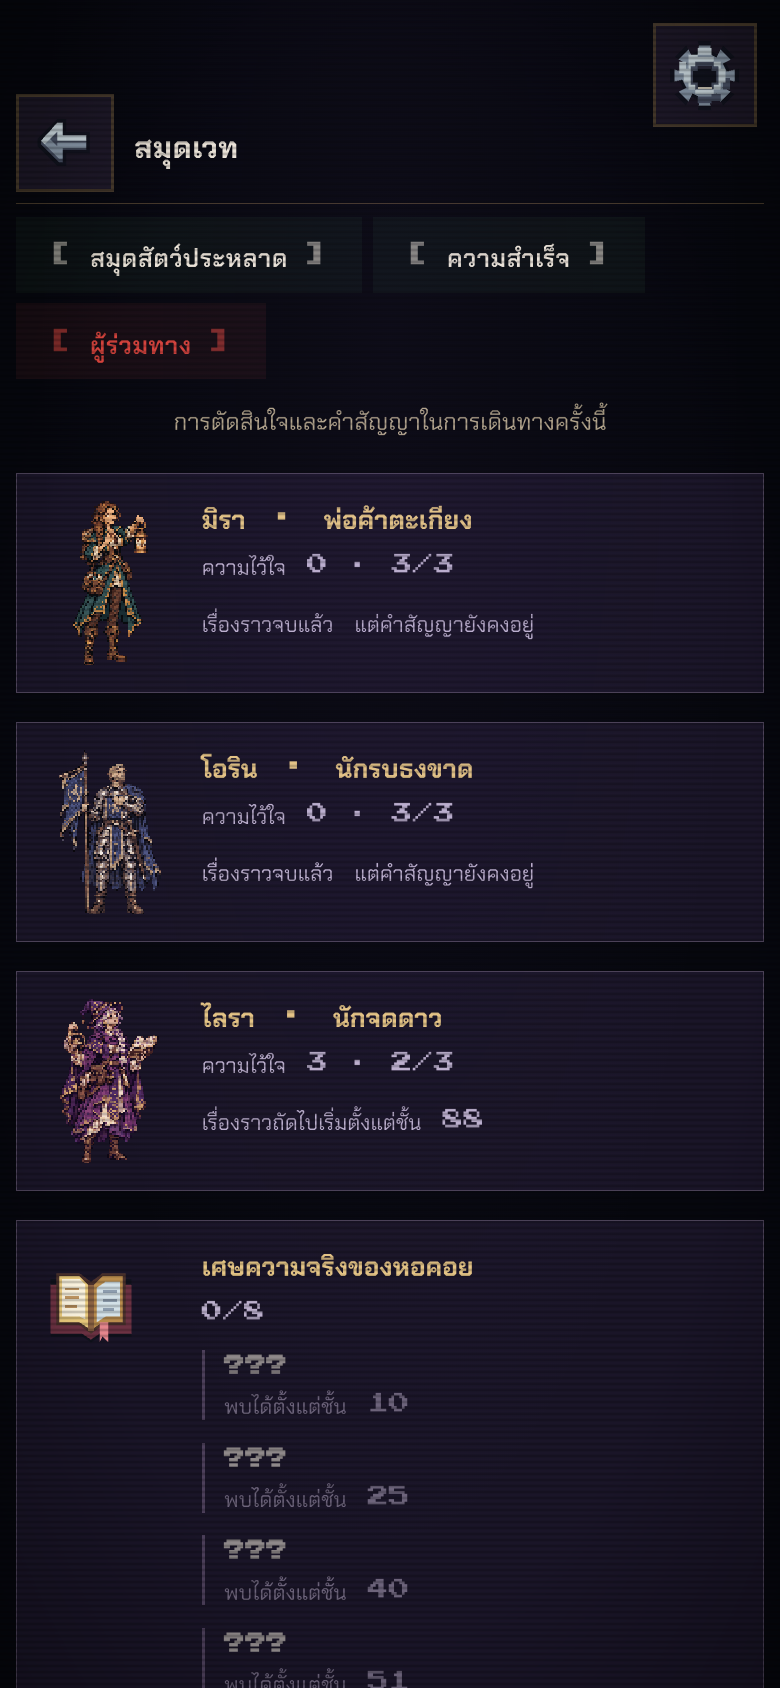 สมุดเวท
[ สมุดสัตว์ประหลาด ] [ ความสำเร็จ ]
[ ผู้ร่วมทาง ]
การตัดสินใจและคำสัญญาในการเดินทางครั้งนี้
มิรา · พ่อค้าตะเกียง
ความไว้ใจ 0 · 3/3
เรื่องราวจบแล้ว แต่คำสัญญายังคงอยู่
โอริน · นักรบธงขาด
ความไว้ใจ 0 · 3/3
เรื่องราวจบแล้ว แต่คำสัญญายังคงอยู่
ไลรา · นักจดดาว
ความไว้ใจ 3 · 2/3
เรื่องราวถัดไปเริ่มตั้งแต่ชั้น 88
เศษความจริงของหอคอย
0/8
???
พบได้ตั้งแต่ชั้น 10
???
พบได้ตั้งแต่ชั้น 25
???
พบได้ตั้งแต่ชั้น 40
???
พบได้ตั้งแต่ชั้น 51